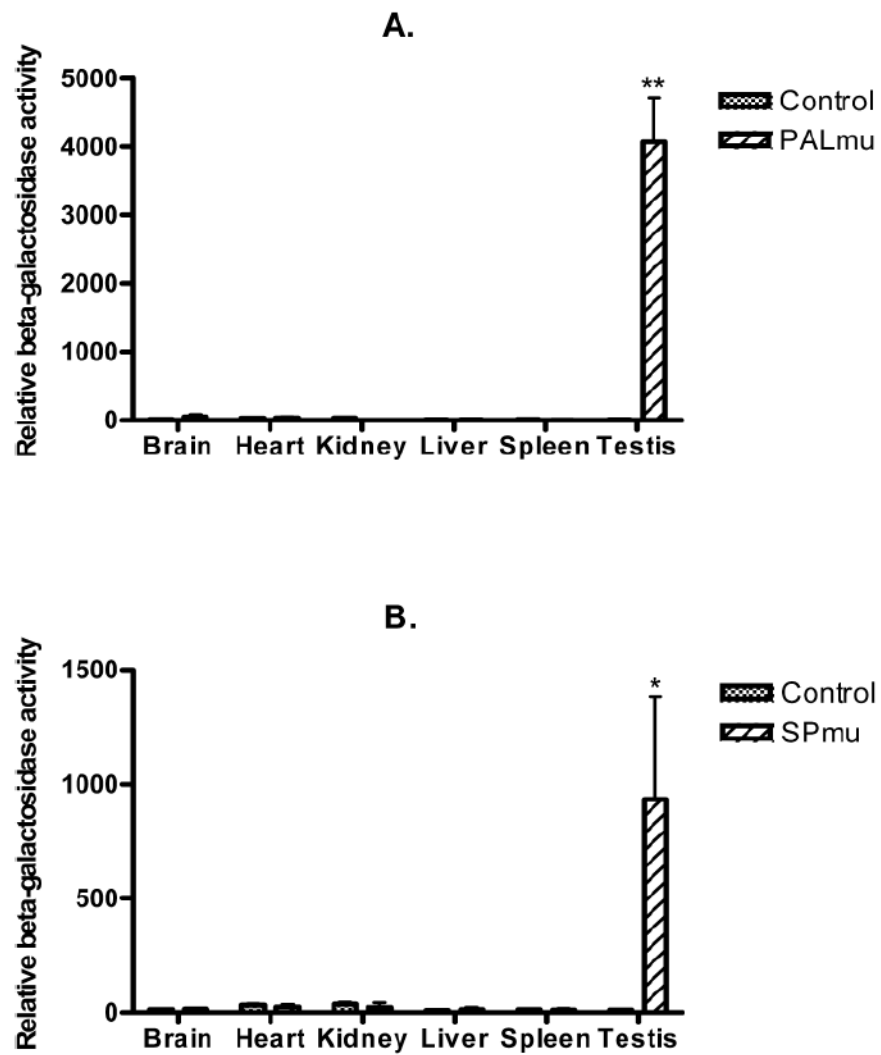 A.
Relative beta-galactosidase activity
5000
4000
3000
2000
1000
0
**
Control
PALmu
Brain Heart Kidney Liver Spleen Testis
B.
Relative beta-galactosidase activity
1500
1000
500
0
*
Control
SPmu
Brain Heart Kidney Liver Spleen Testis